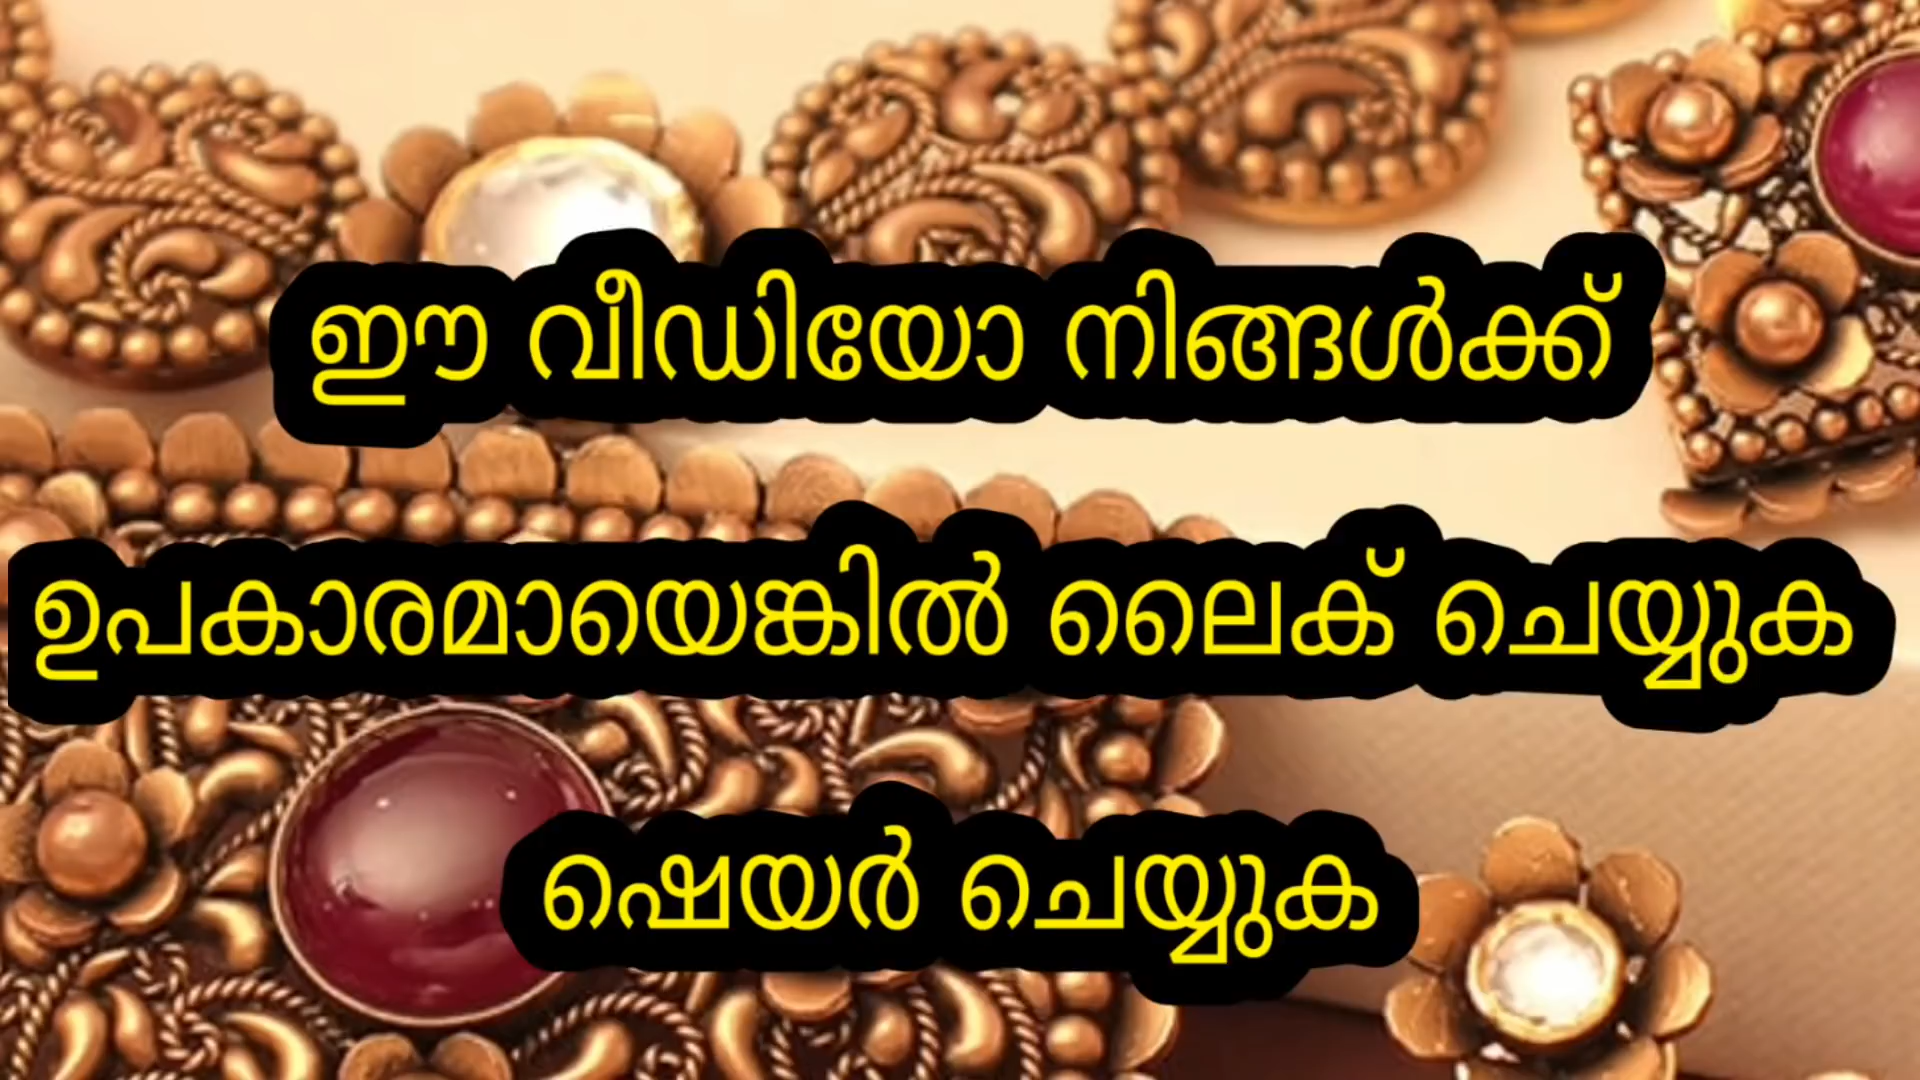 ഈ വീഡിയോ നിങ്ങൾക്ക്
ഉപകാരമായെങ്കിൽ ലൈക് ചെയ്യുക
ഷെയർ ചെയ്യുക